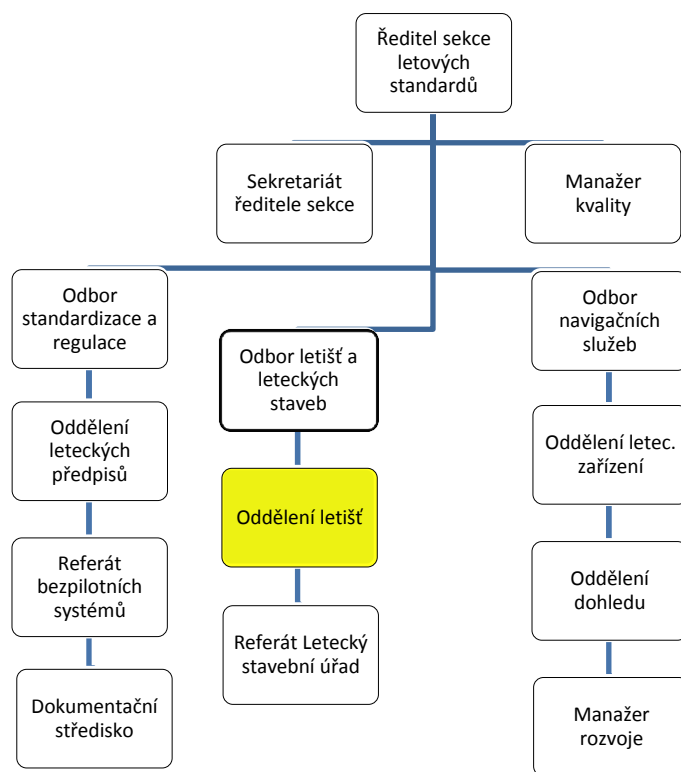 Ředitel sekce
letových
standardů
Sekretariát
ředitele sekce
Manažer
kvality
Odbor
standardizace a
regulace
Odbor letišť a
leteckých
staveb
Odbor
navigačních
služeb
Oddělení
leteckých
předpisů
Oddělení letišť
Oddělení letec.
zařízení
Referát
bezpilotních
systémů
Referát Letecký
stavební úřad
Oddělení
dohledu
Dokumentační
středisko
Manažer
rozvoje